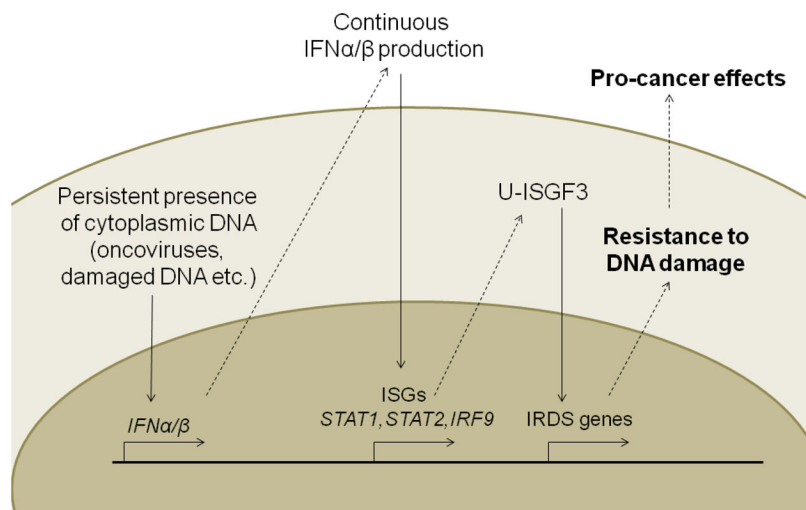 Continuous
IFNα/β production
Pro-cancer effects
Persistent presence
of cytoplasmic DNA
(oncoviruses,
damaged DNA etc.)
U-ISGF3
Resistance to
DNA damage
IFNα/β
ISGs
STAT1, STAT2, IRF9
IRDS genes